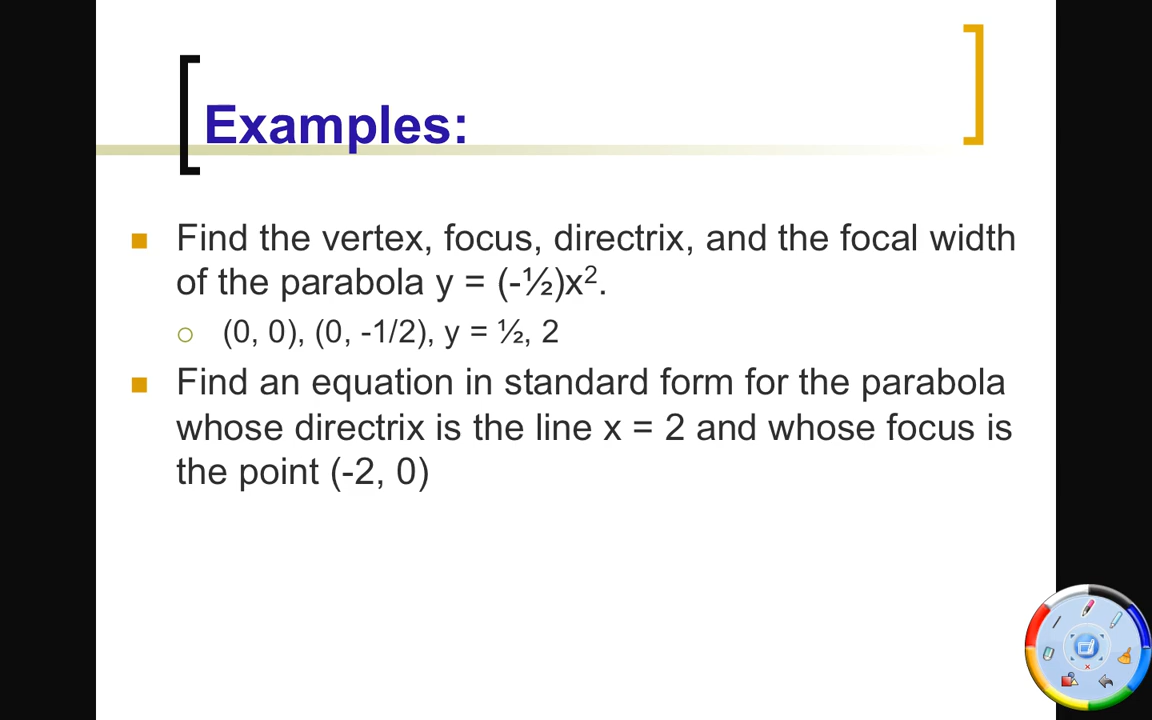 Examples:
Find the vertex, focus, directrix, and the focal width
of the parabola y = (-½)x².
(0, 0), (0, -1/2), y = ½, 2
Find an equation in standard form for the parabola
whose directrix is the line x = 2 and whose focus is
the point (-2, 0)